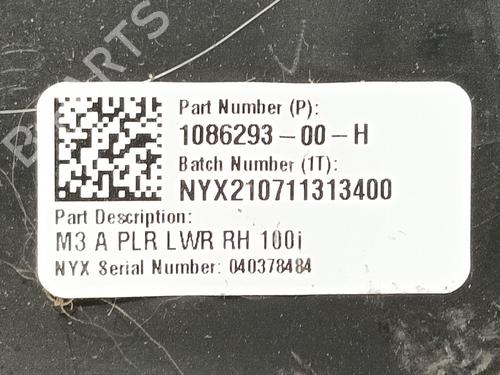 PARTS
Part Number (P):
1086293-00-H
Batch Number (1T):
NYX210711313400
Part Description:
M3 A PLR LWR RH 100i
NYX Serial Number: 040378484